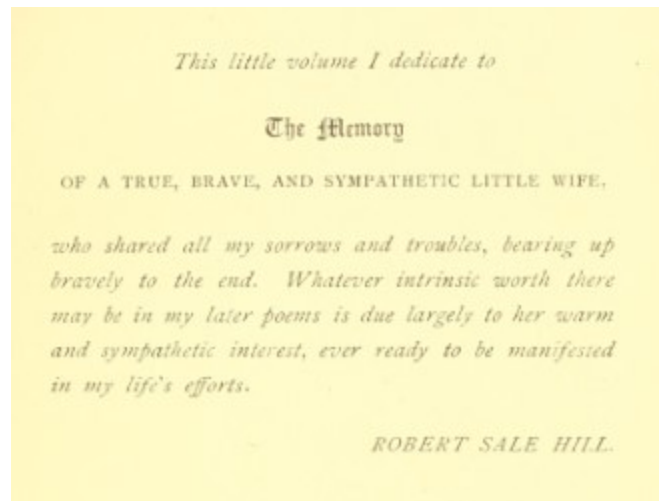 This little volume I dedicate to
The Memory
OF A TRUE, BRAVE, AND SYMPATHETIC LITTLE WIFE,
who shared all my sorrows and troubles, bearing up
bravely to the end. Whatever intrinsic worth there
may be in my later poems is due largely to her warm
and sympathetic interest, ever ready to be manifested
in my life's efforts.
ROBERT SALE HILL.